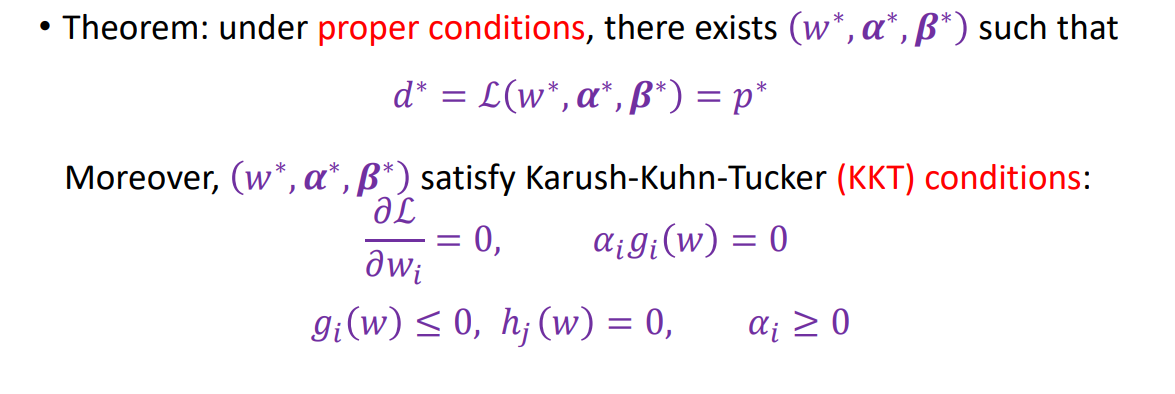 • Theorem: under proper conditions, there exists (w*, α*, β*) such that
d* = ℒ(w*, α*, β*) = p*
Moreover, (w*, α*, β*) satisfy Karush-Kuhn-Tucker (KKT) conditions:
∂ℒ/∂wᵢ = 0, αᵢgᵢ(w) = 0
gᵢ(w) ≤ 0, hⱼ(w) = 0, αᵢ ≥ 0